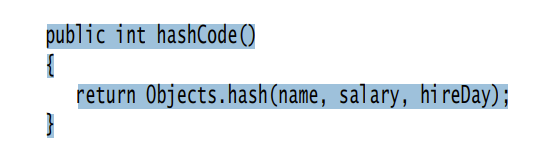 public int hashCode()
{
return Objects.hash(name, salary, hireDay);
}